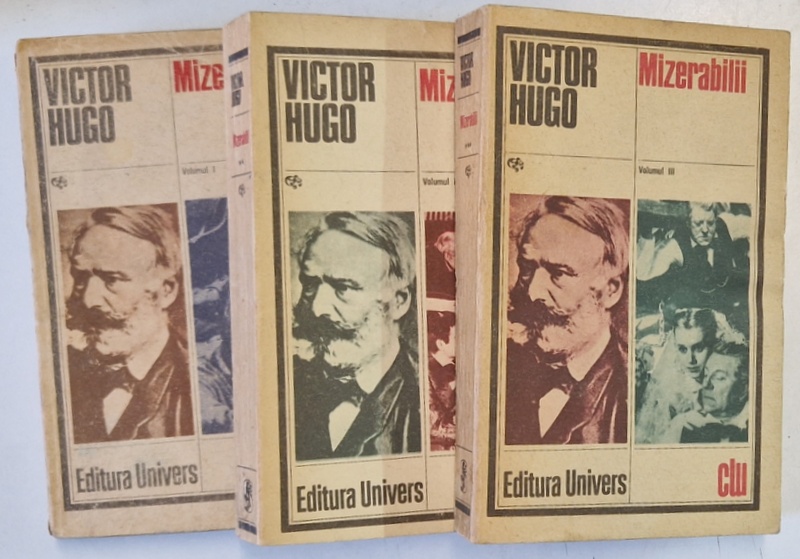 VICTOR
HUGO
Mize
Volumul I
Editura Univers
VICTOR
HUGO
Miz
Volumul
Editura Univers
VICTOR
HUGO
Mizerabilii
Volumul III
Editura Univers
clu